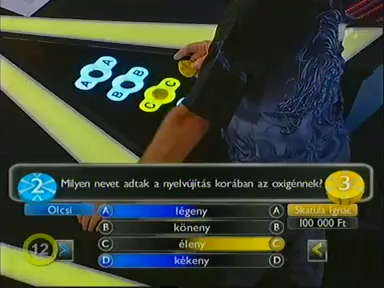 A A
B B
C C
2 Milyen nevet adtak a nyelvújítás korában az oxigénnek? 3
Olcsi A légeny A Skatula Ignác
B köneny B 100 000 Ft
12 C éleny C
D kékeny D